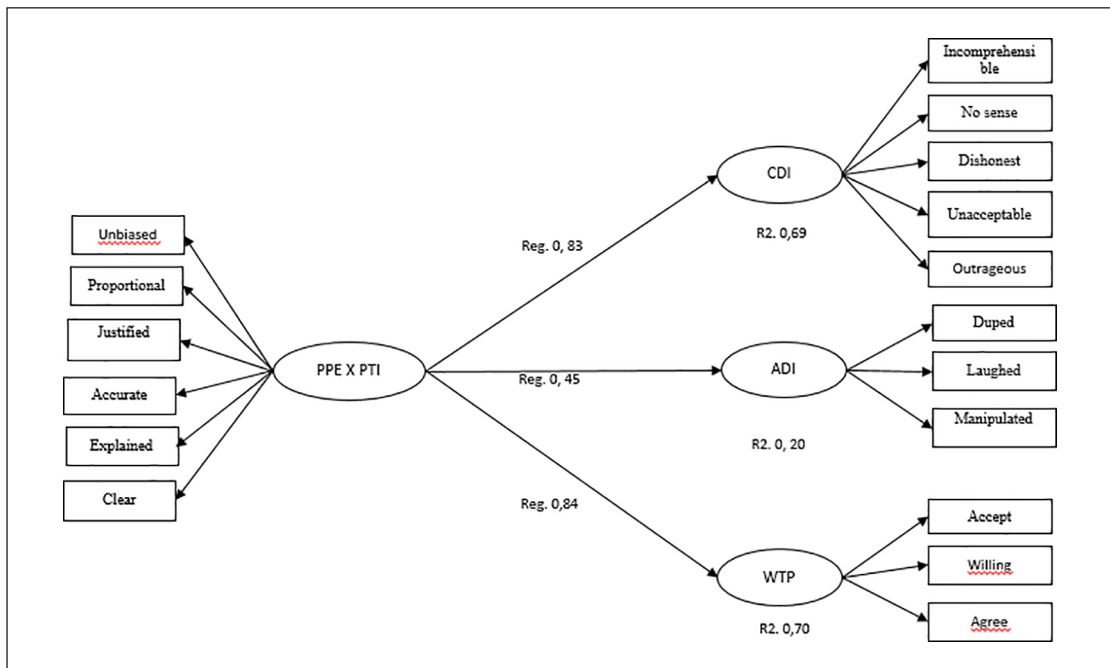 Unbiased
Proportional
Justified
Accurate
Explained
Clear
PPE X PTI
Reg. 0, 83
Reg. 0, 45
Reg. 0,84
CDI
R2. 0,69
ADI
R2. 0, 20
WTP
R2. 0,70
Incomprehensi
ble
No sense
Dishonest
Unacceptable
Outrageous
Duped
Laughed
Manipulated
Accept
Willing
Agree